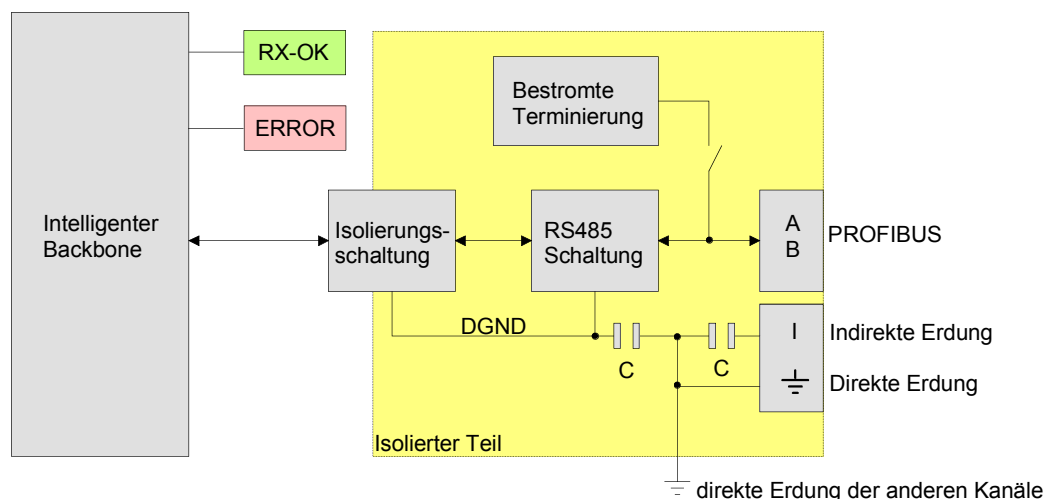 RX-OK
ERROR
Bestromte
Terminierung
Intelligenter
Backbone
Isolierungs-
schaltung
RS485
Schaltung
A
B
PROFIBUS
DGND
C
C
I
Indirekte Erdung
Direkte Erdung
Isolierter Teil
direkte Erdung der anderen Kanäle